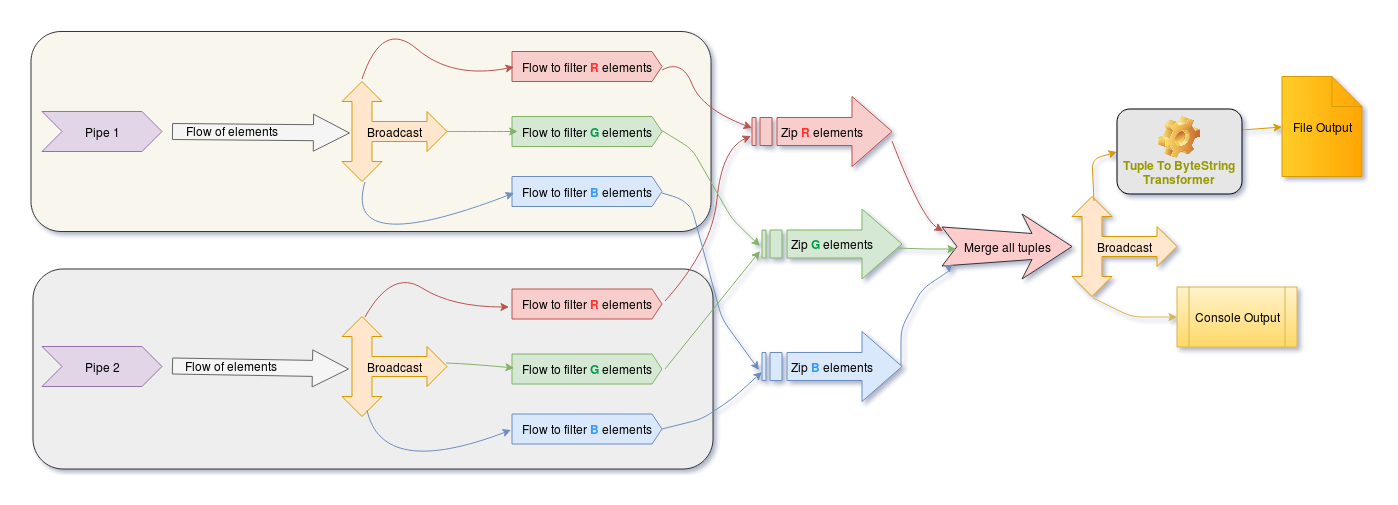 Pipe 1
Flow of elements
Broadcast
Flow to filter R elements
Flow to filter G elements
Flow to filter B elements
Pipe 2
Flow of elements
Broadcast
Flow to filter R elements
Flow to filter G elements
Flow to filter B elements
Zip R elements
Zip G elements
Zip B elements
Merge all tuples
Broadcast
Tuple To ByteString
Transformer
File Output
Console Output